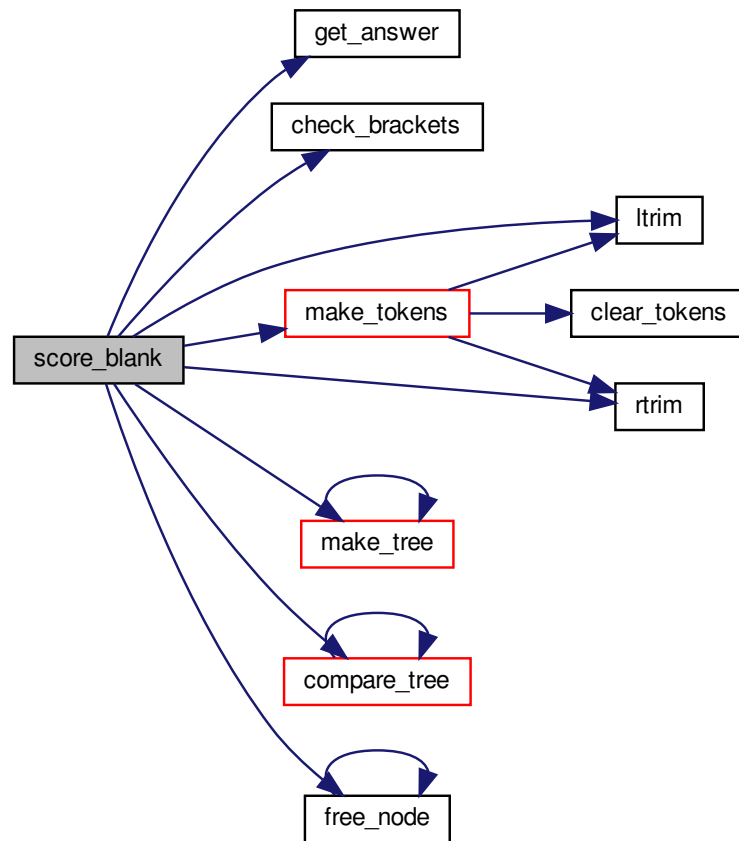 get_answer
check_brackets
ltrim
make_tokens
clear_tokens
score_blank
rtrim
make_tree
compare_tree
free_node